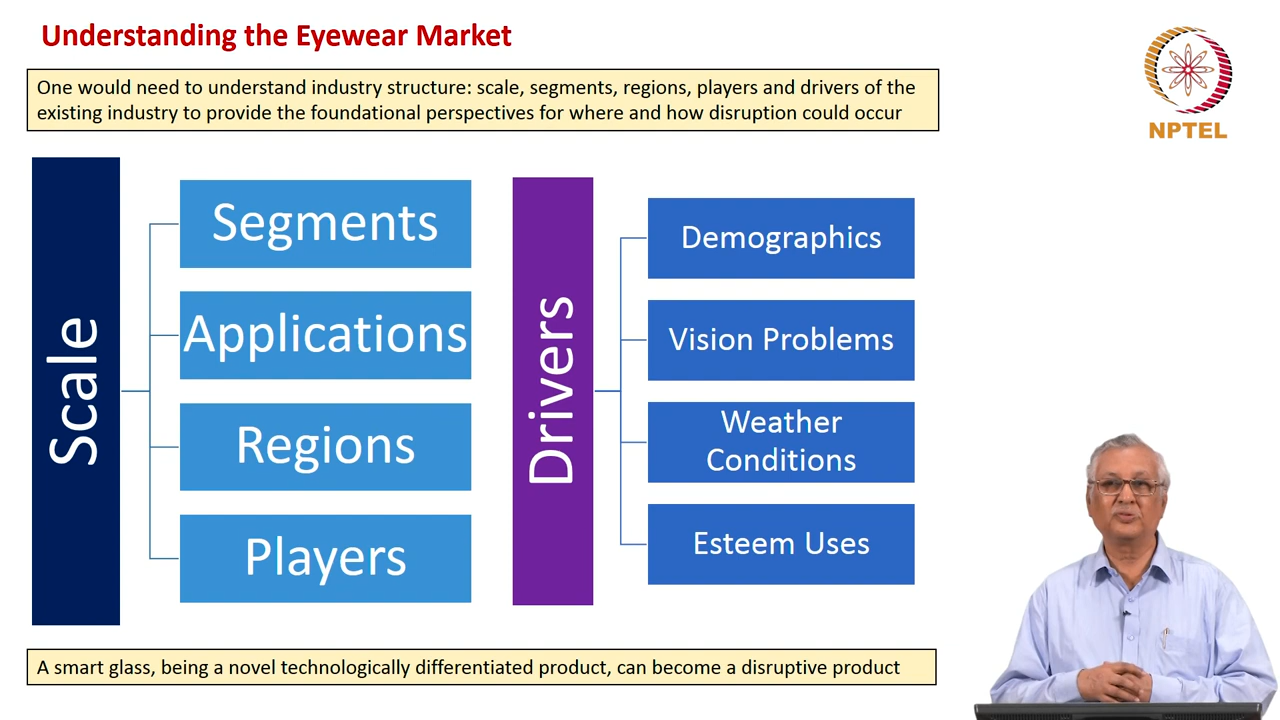 Understanding the Eyewear Market
One would need to understand industry structure: scale, segments, regions, players and drivers of the
existing industry to provide the foundational perspectives for where and how disruption could occur
NPTEL
Scale
Segments
Applications
Regions
Players
Drivers
Demographics
Vision Problems
Weather
Conditions
Esteem Uses
A smart glass, being a novel technologically differentiated product, can become a disruptive product